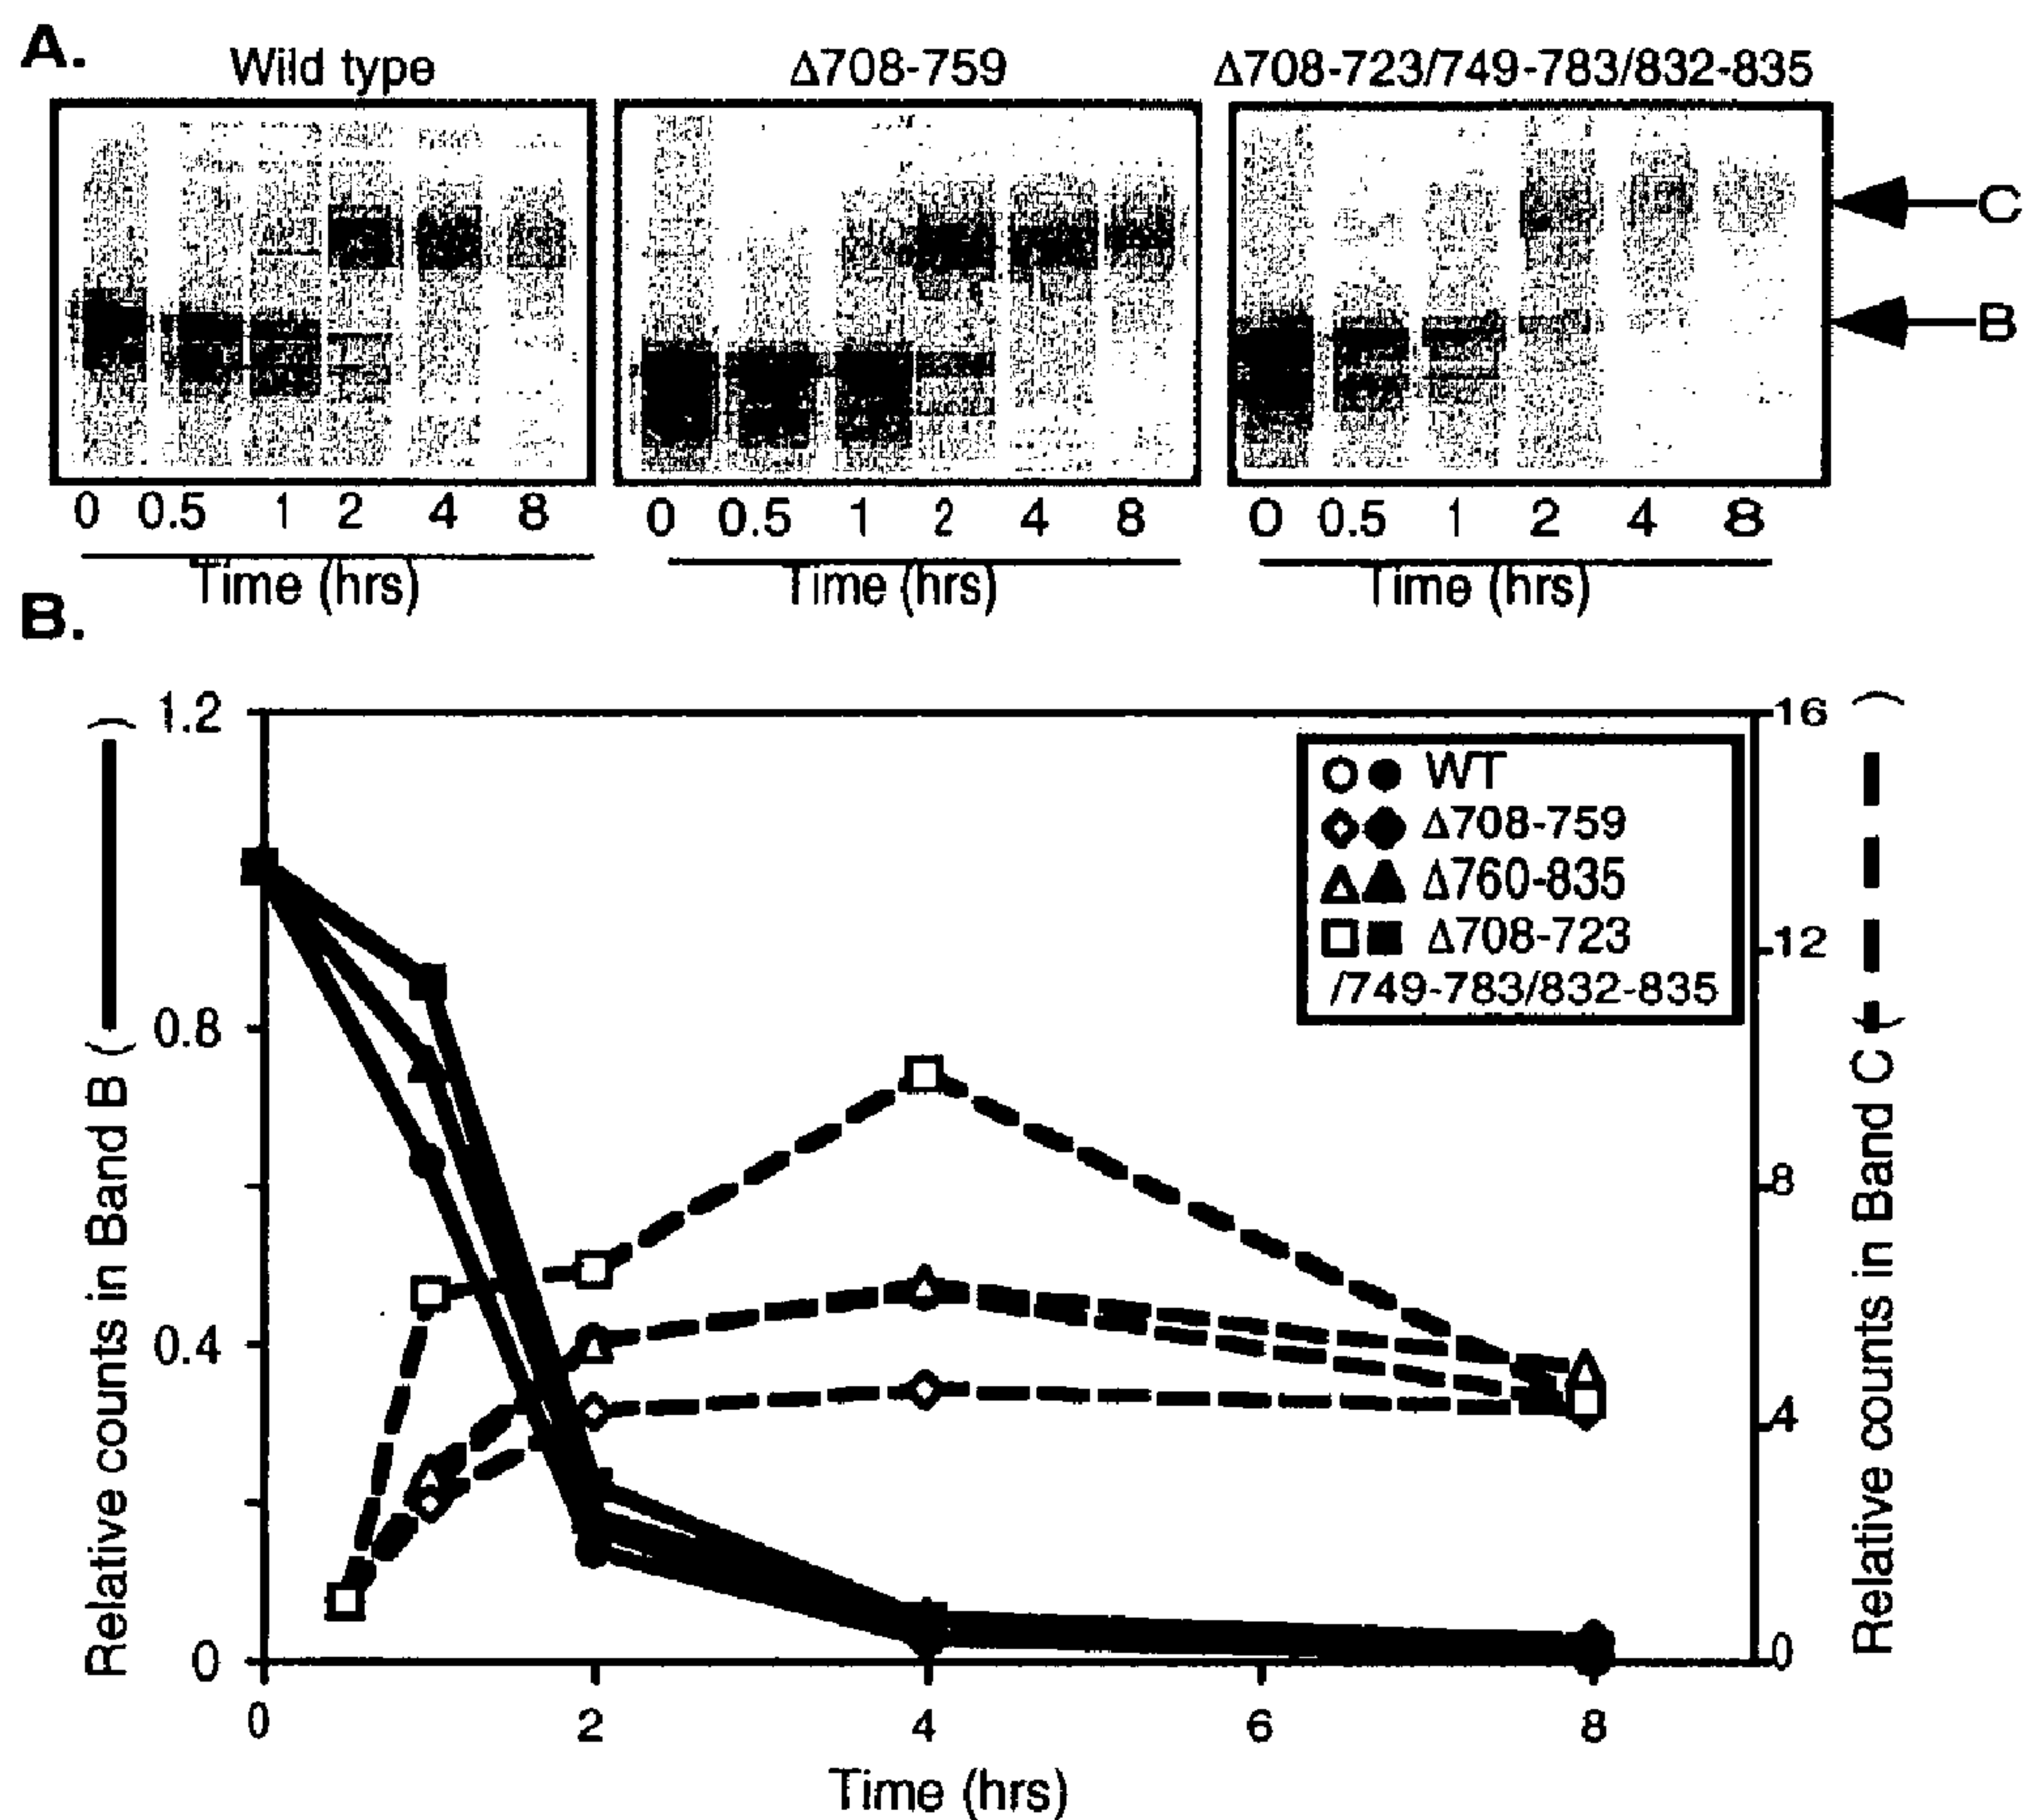 A.
Wild type
Δ708-759
Δ708-723/749-783/832-835
C
B
0 0.5 1 2 4 8
0 0.5 1 2 4 8
0 0.5 1 2 4 8
Time (hrs)
Time (hrs)
Time (hrs)
B.
Relative counts in Band B ( )
1.2
0.8
0.4
0
WT
Δ708-759
Δ760-835
Δ708-723
/749-783/832-835
16
12
8
4
0
Relative counts in Band C ( )
0 2 4 6 8
Time (hrs)